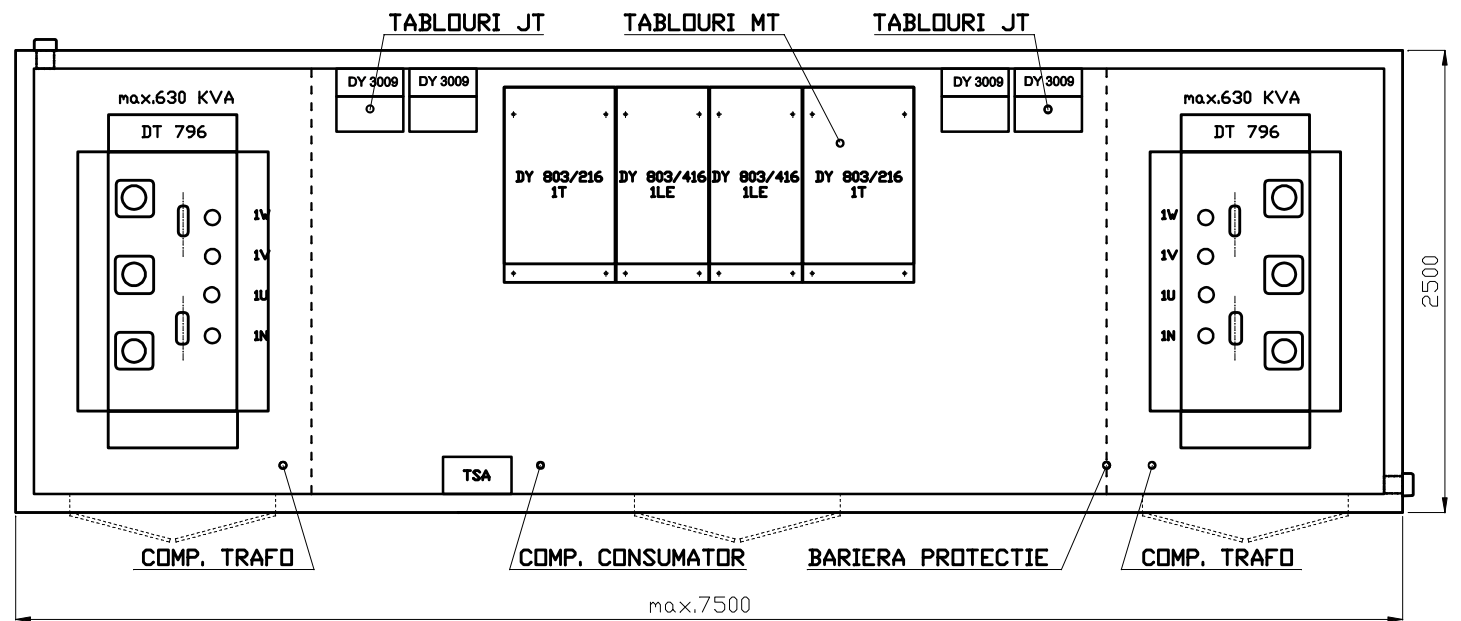 TABLOURI JT
TABLOURI MT
TABLOURI JT
DY 3009
DY 3009
DY 3009
DY 3009
max.630 KVA
max.630 KVA
DT 796
DT 796
DY 803/216
1T
DY 803/416
1LE
DY 803/416
1LE
DY 803/216
1T
1W
1V
1U
1N
1W
1V
1U
1N
2500
TSA
COMP. TRAFO
COMP. CONSUMATOR
BARIERA PROTECTIE
COMP. TRAFO
max.7500